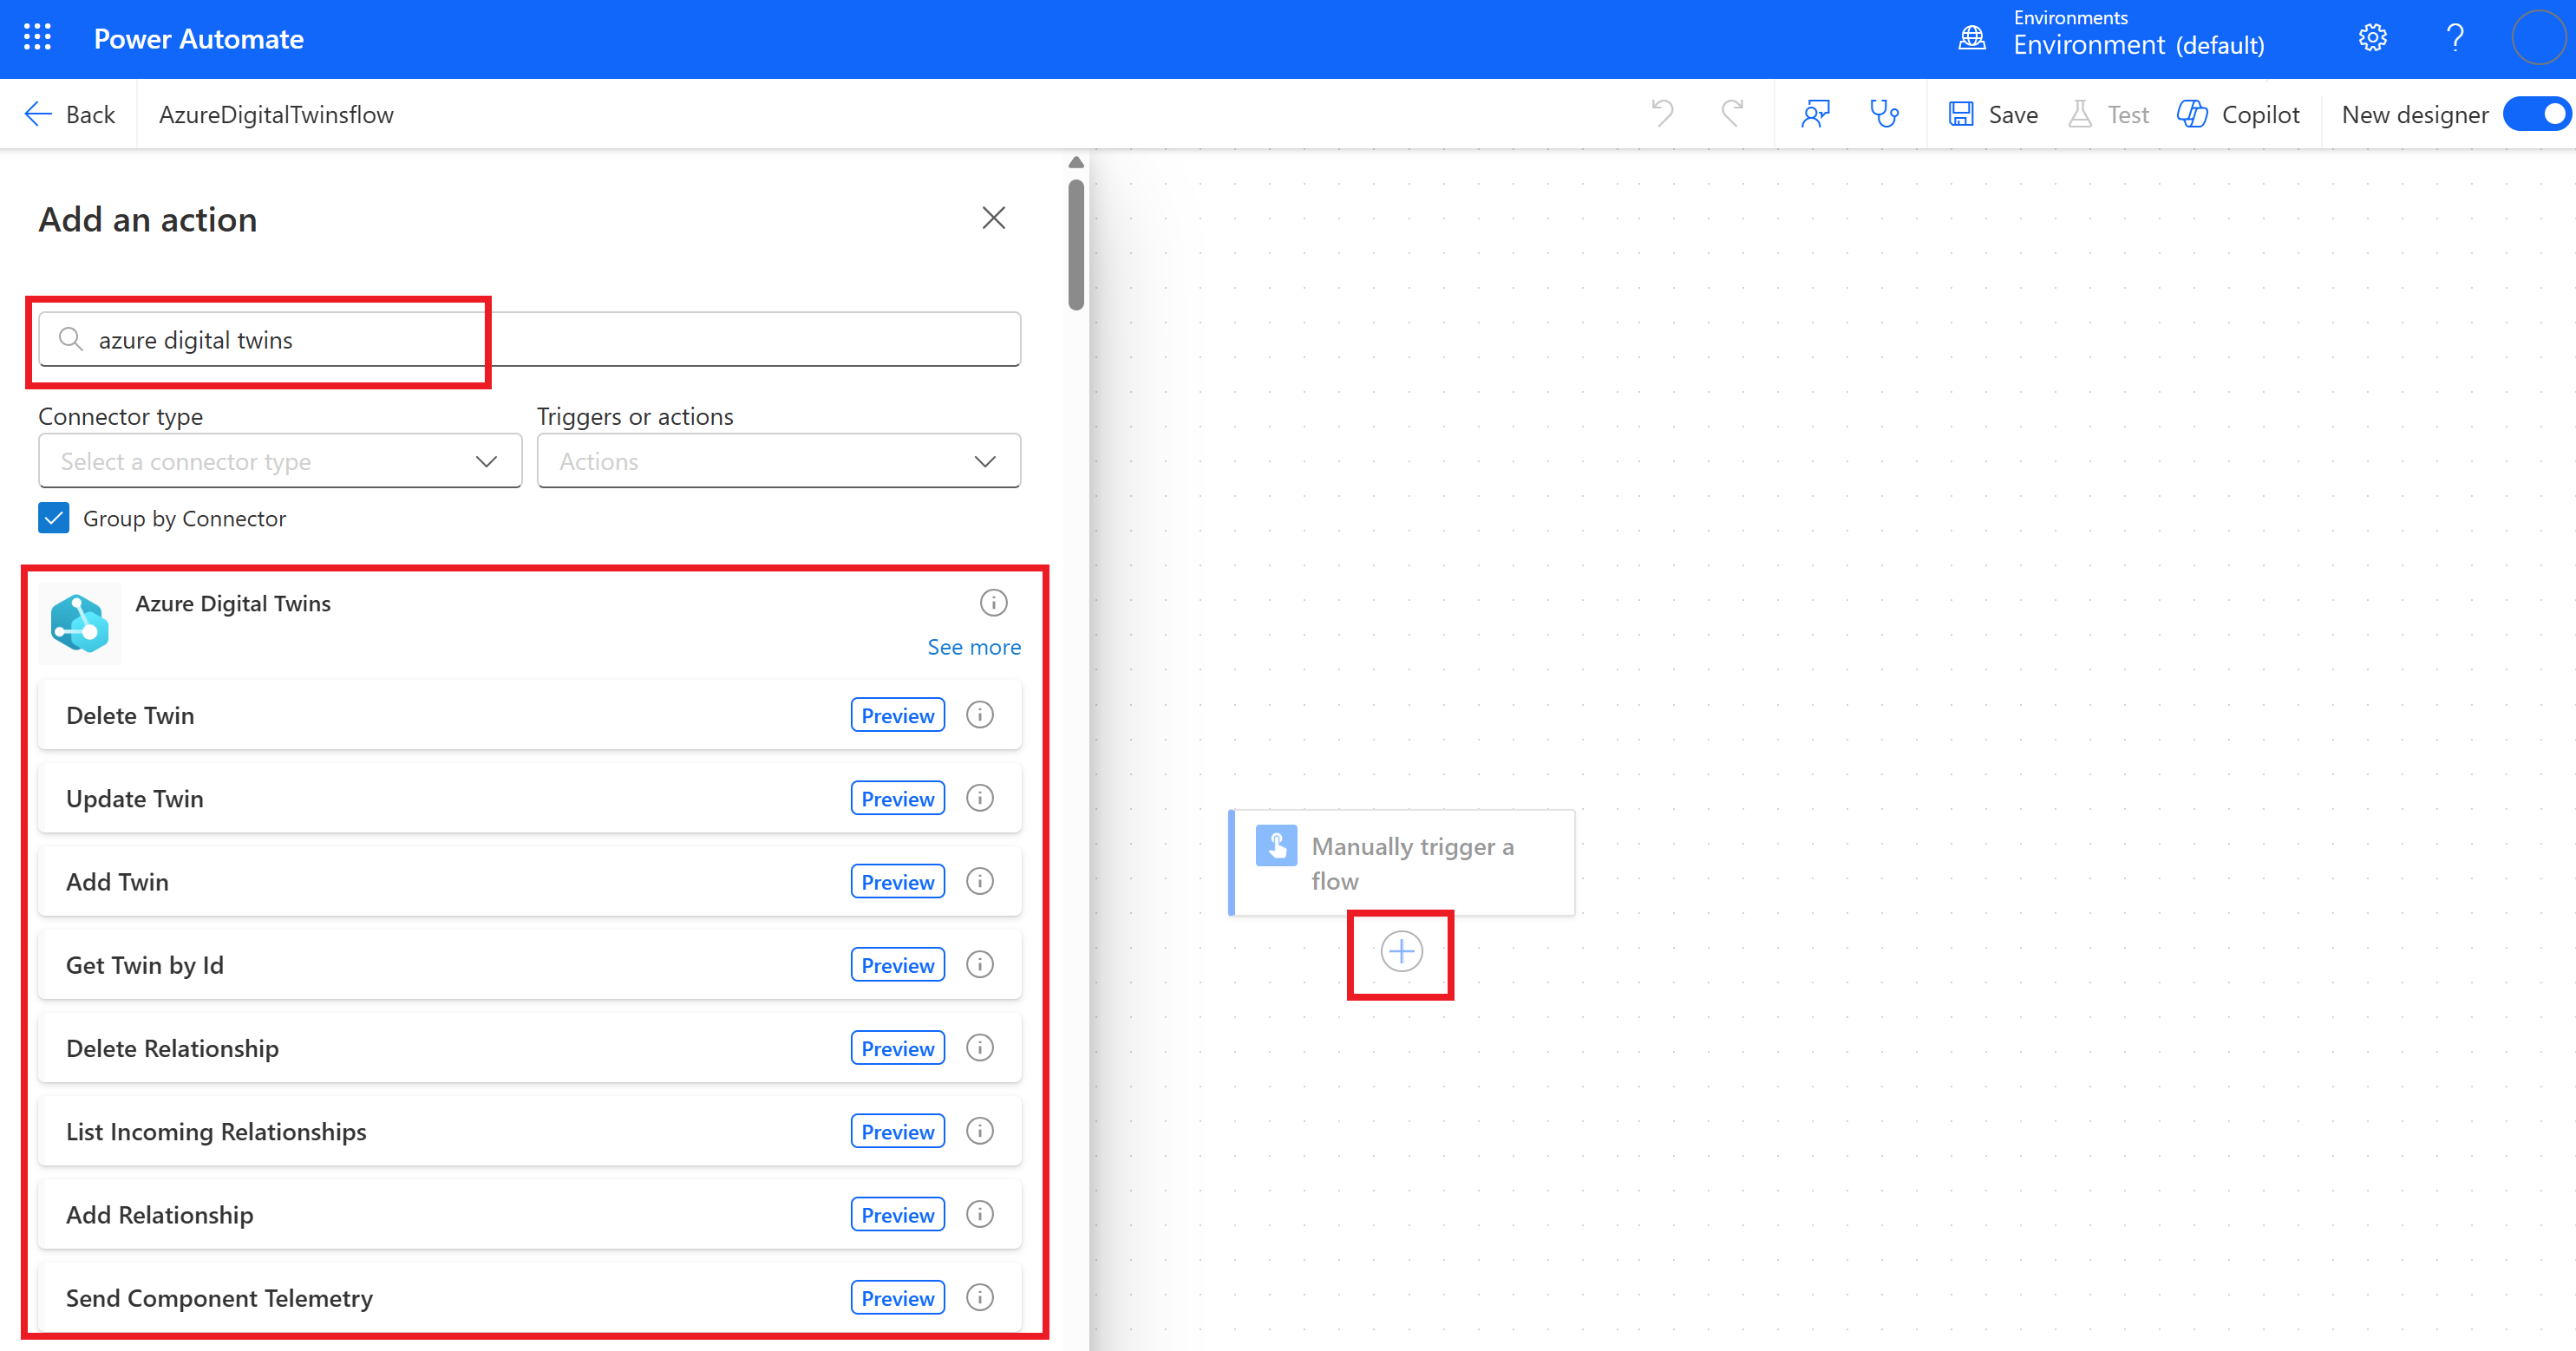 Power Automate
Environments
Environment (default)
Back
AzureDigitalTwinsflow
Save
Test
Copilot
New designer
Add an action
azure digital twins
Connector type
Triggers or actions
Select a connector type
Actions
Group by Connector
Azure Digital Twins
See more
Delete Twin Preview
Update Twin Preview
Add Twin Preview
Get Twin by Id Preview
Delete Relationship Preview
List Incoming Relationships Preview
Add Relationship Preview
Send Component Telemetry Preview
Manually trigger a
flow